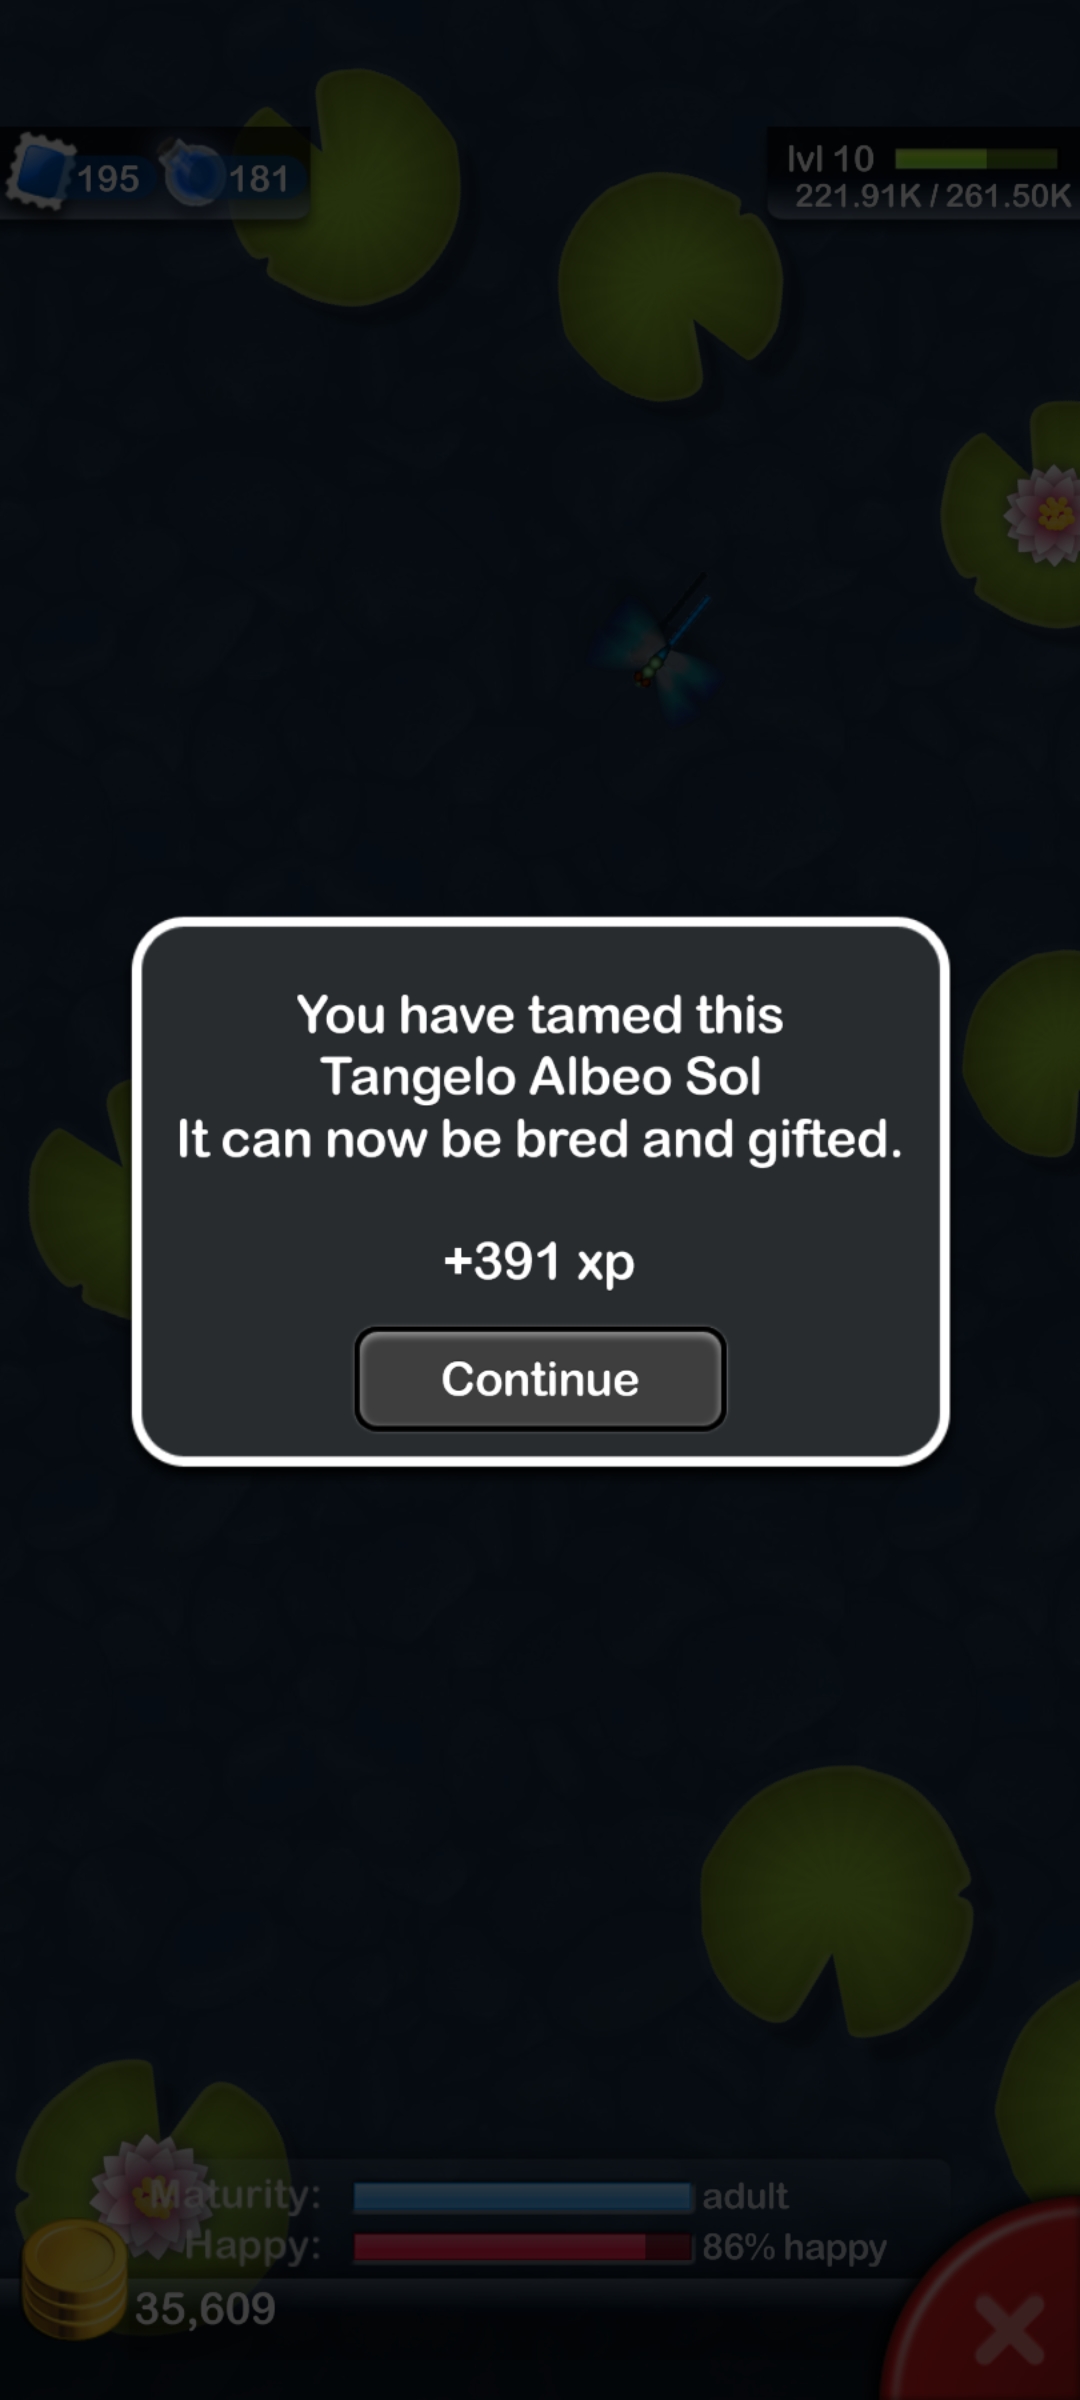 195 181
lvl 10
221.91K / 261.50K
You have tamed this
Tangelo Albeo Sol
It can now be bred and gifted.
+391 xp
Continue
Maturity: adult
Happy: 86% happy
35,609